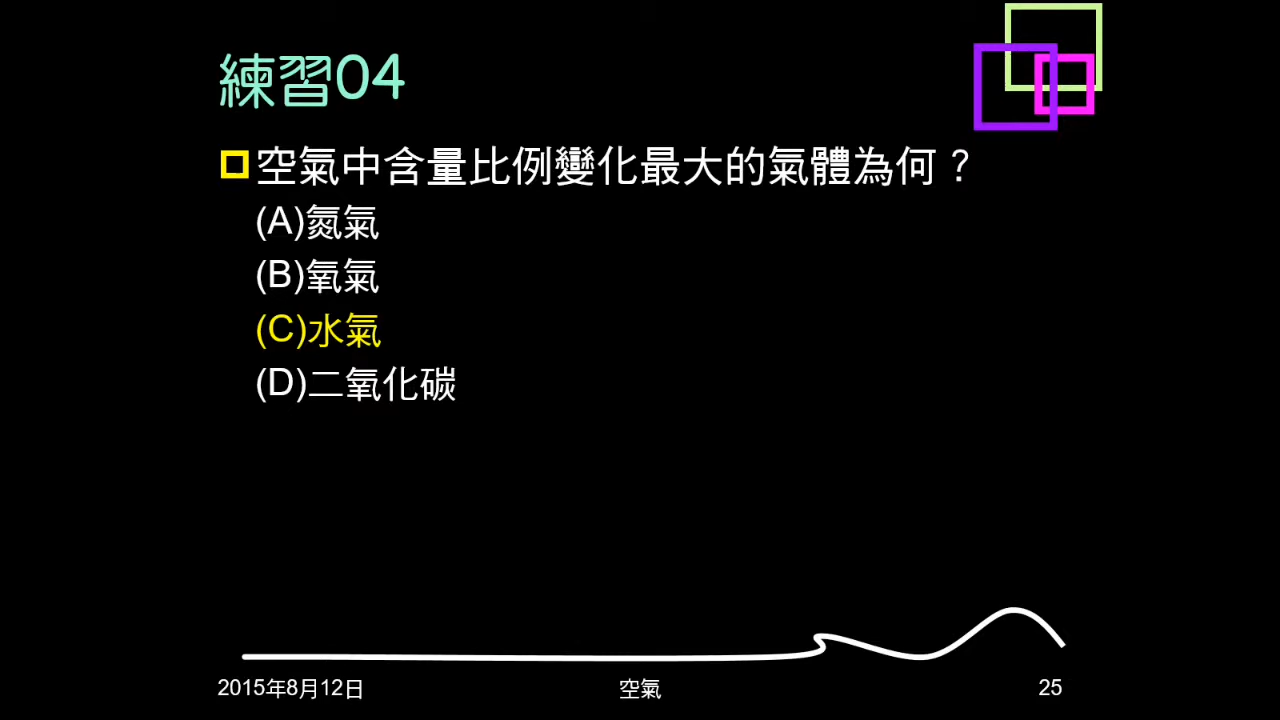 練習04
空氣中含量比例變化最大的氣體為何？
(A)氮氣
(B)氧氣
(C)水氣
(D)二氧化碳
2015年8月12日 空氣 25